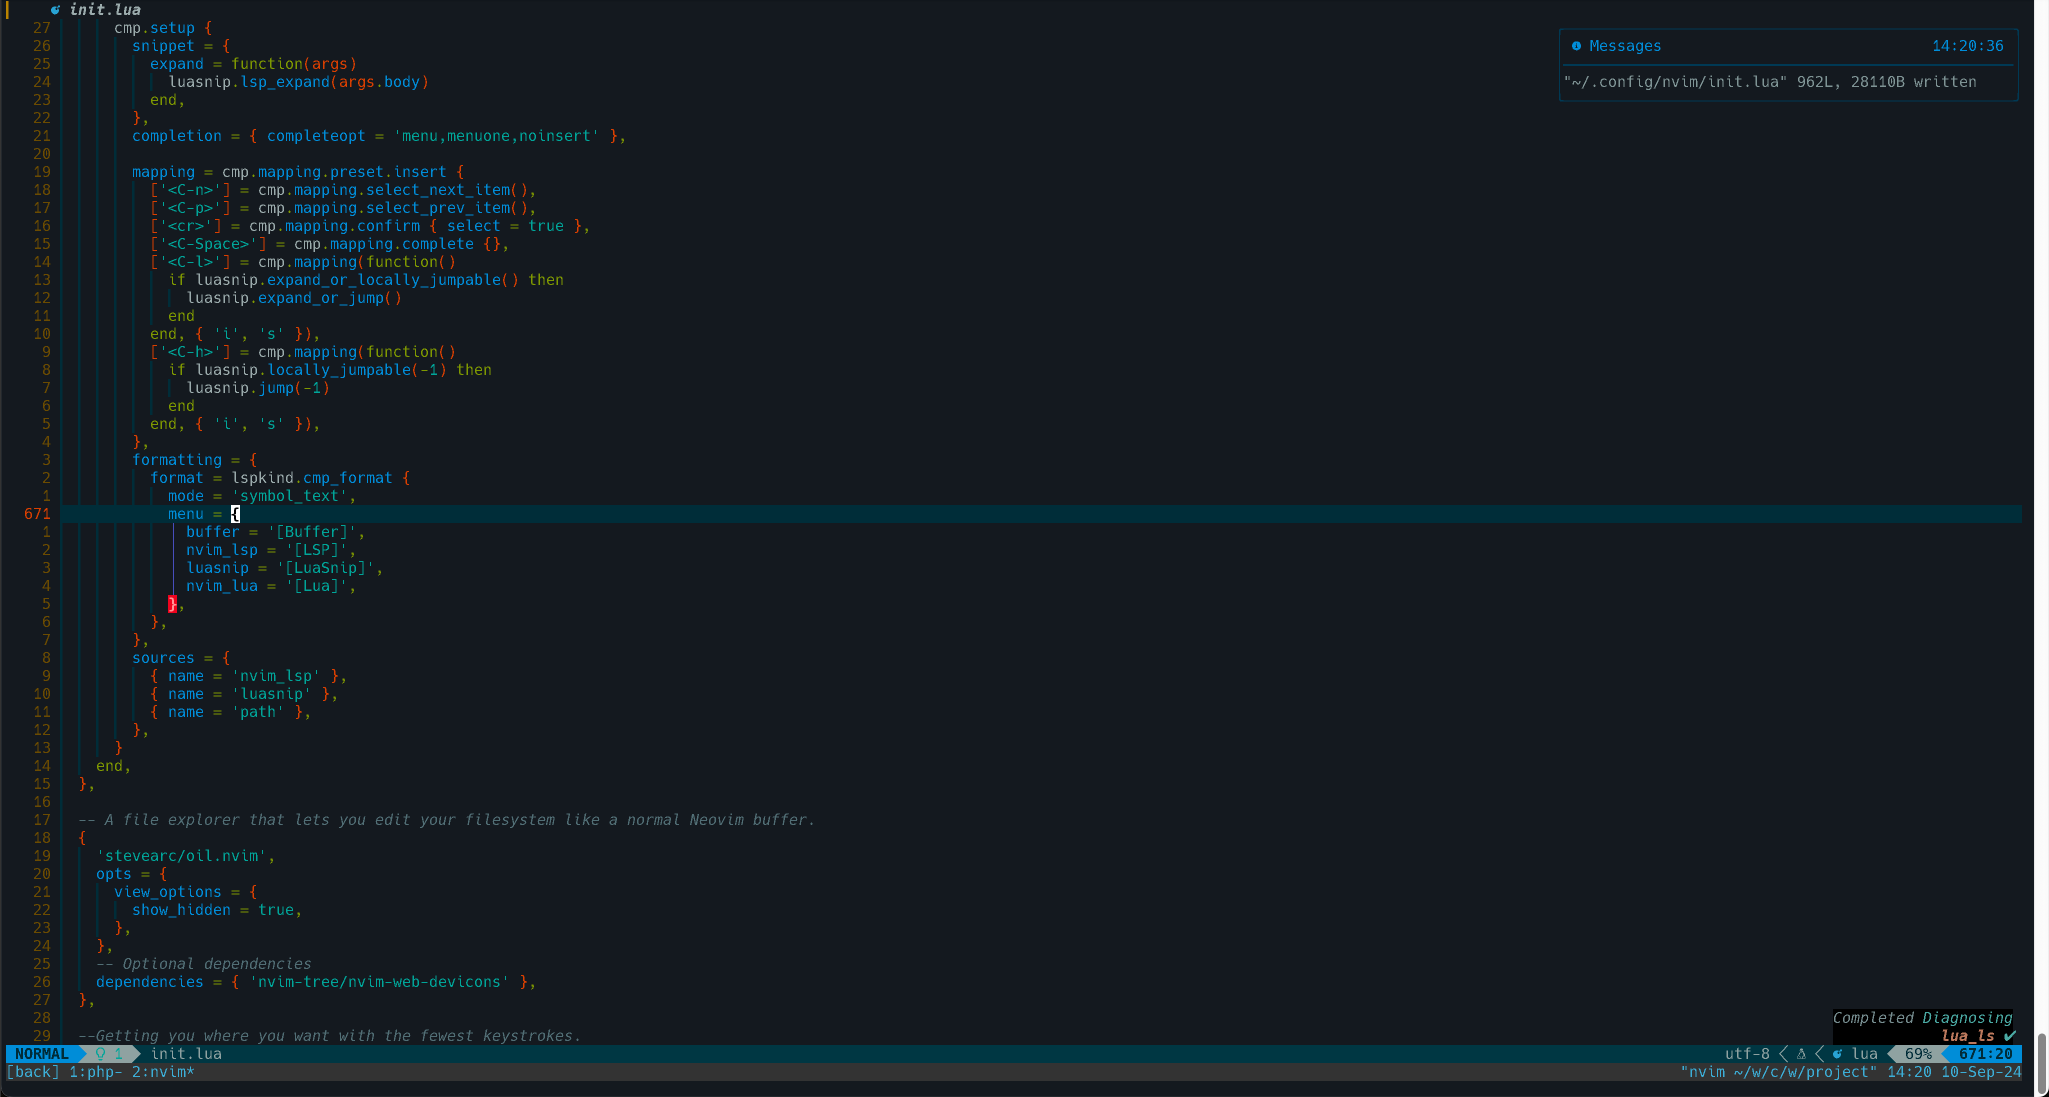 init.lua
27 cmp.setup {
26 snippet = {
25 expand = function(args)
24 luasnip.lsp_expand(args.body)
23 end,
22 },
21 completion = { completeopt = 'menu,menuone,noinsert' },
20
19 mapping = cmp.mapping.preset.insert {
18 ['<C-n>'] = cmp.mapping.select_next_item(),
17 ['<C-p>'] = cmp.mapping.select_prev_item(),
16 ['<cr>'] = cmp.mapping.confirm { select = true },
15 ['<C-Space>'] = cmp.mapping.complete {},
14 ['<C-l>'] = cmp.mapping(function()
13 if luasnip.expand_or_locally_jumpable() then
12 luasnip.expand_or_jump()
11 end
10 end, { 'i', 's' }),
9 ['<C-h>'] = cmp.mapping(function()
8 if luasnip.locally_jumpable(-1) then
7 luasnip.jump(-1)
6 end
5 end, { 'i', 's' }),
4 },
3 formatting = {
2 format = lspkind.cmp_format {
1 mode = 'symbol_text',
671 menu = {
1 buffer = '[Buffer]',
2 nvim_lsp = '[LSP]',
3 luasnip = '[LuaSnip]',
4 nvim_lua = '[Lua]',
5 },
6 },
7 },
8 sources = {
9 { name = 'nvim_lsp' },
10 { name = 'luasnip' },
11 { name = 'path' },
12 },
13 }
14 end,
15 },
16
17 -- A file explorer that lets you edit your filesystem like a normal Neovim buffer.
18 {
19 'stevearc/oil.nvim',
20 opts = {
21 view_options = {
22 show_hidden = true,
23 },
24 },
25 -- Optional dependencies
26 dependencies = { 'nvim-tree/nvim-web-devicons' },
27 },
28
29 --Getting you where you want with the fewest keystrokes.
Messages 14:20:36
"~/.config/nvim/init.lua" 962L, 28110B written
Completed Diagnosing
lua_ls ✔
NORMAL 1 init.lua utf-8 lua 69% 671:20
[back] 1:php- 2:nvim* "nvim ~/w/c/w/project" 14:20 10-Sep-24